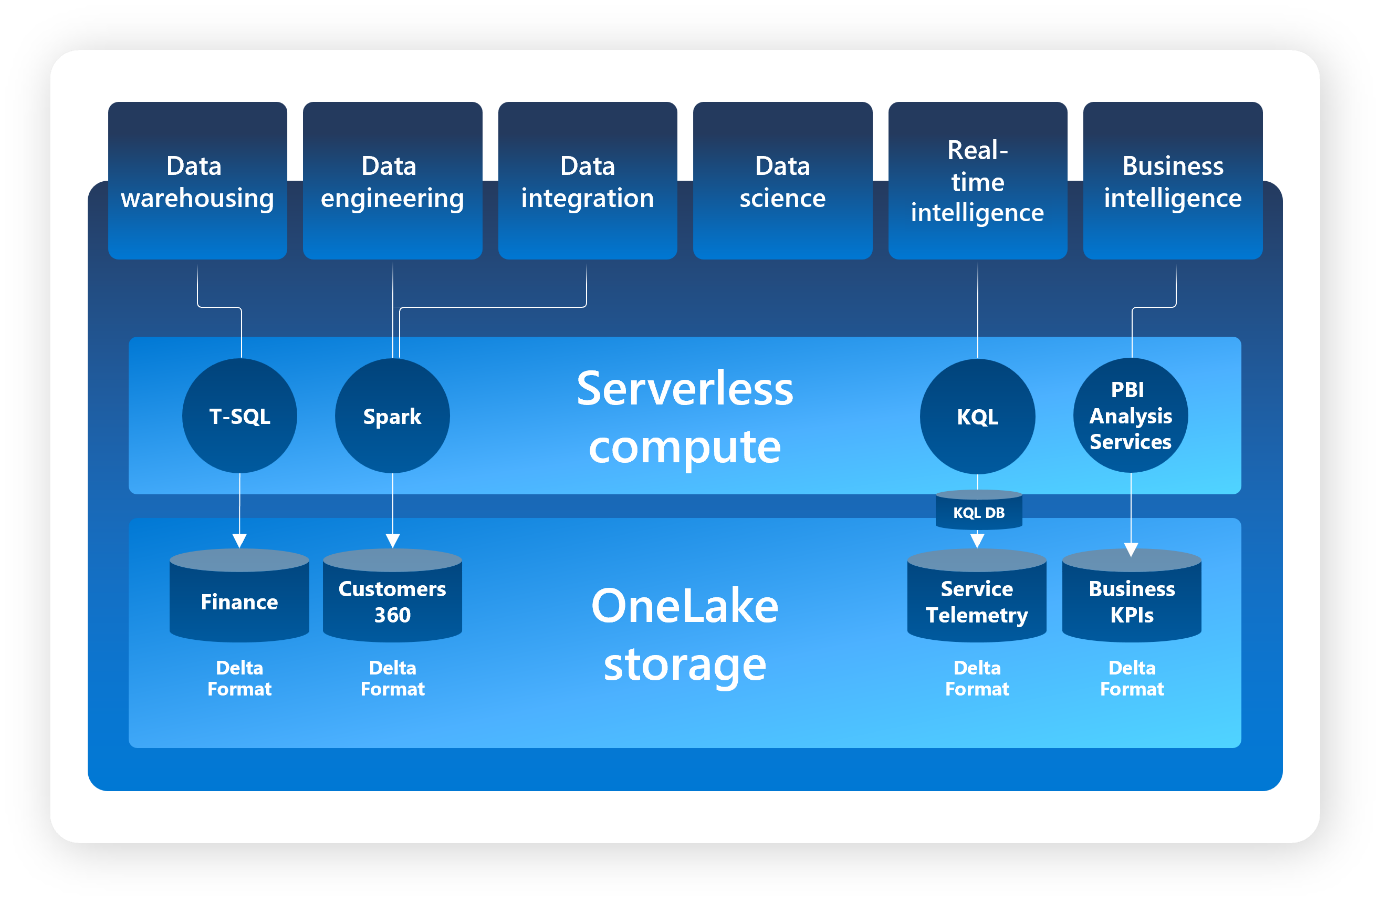 Data
warehousing
Data
engineering
Data
integration
Data
science
Real-
time
intelligence
Business
intelligence
T-SQL
Spark
Serverless
compute
KQL
PBI
Analysis
Services
KQL DB
Finance
Customers
360
OneLake
storage
Service
Telemetry
Business
KPIs
Delta
Format
Delta
Format
Delta
Format
Delta
Format